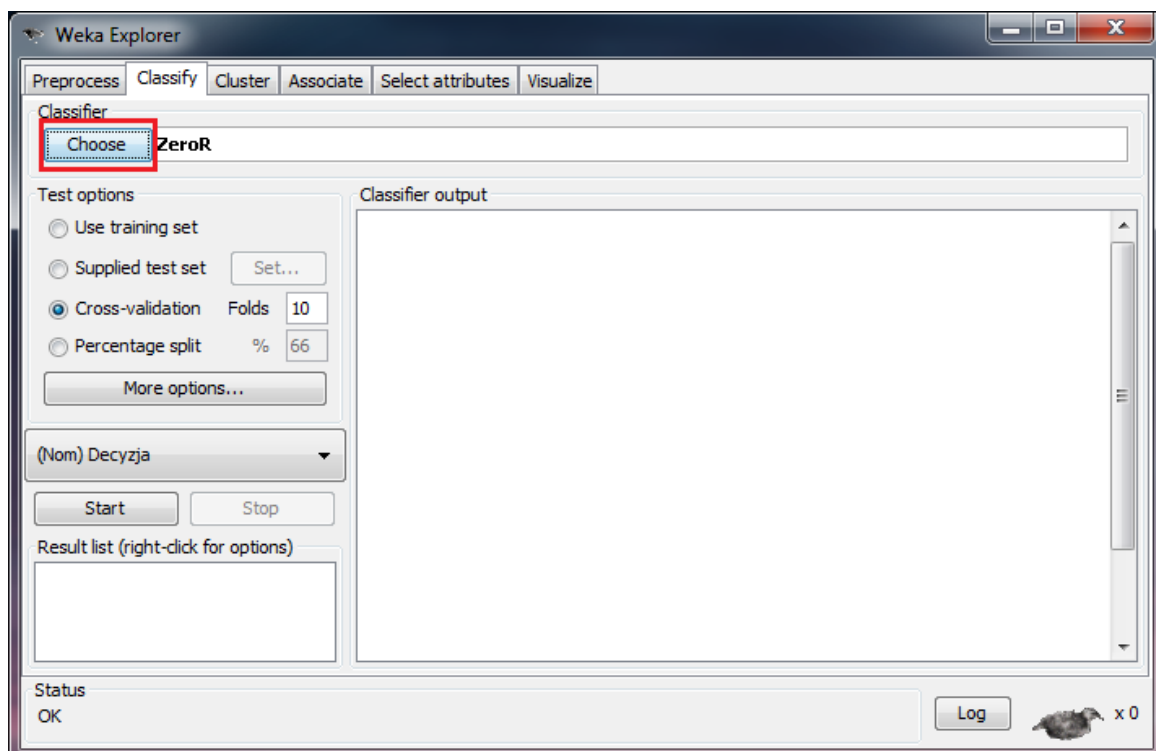 Weka Explorer
Preprocess Classify Cluster Associate Select attributes Visualize
Classifier
Choose ZeroR
Test options
Use training set
Supplied test set Set...
Cross-validation Folds 10
Percentage split % 66
More options...
(Nom) Decyzja
Start Stop
Result list (right-click for options)
Classifier output
Status
OK
Log x 0